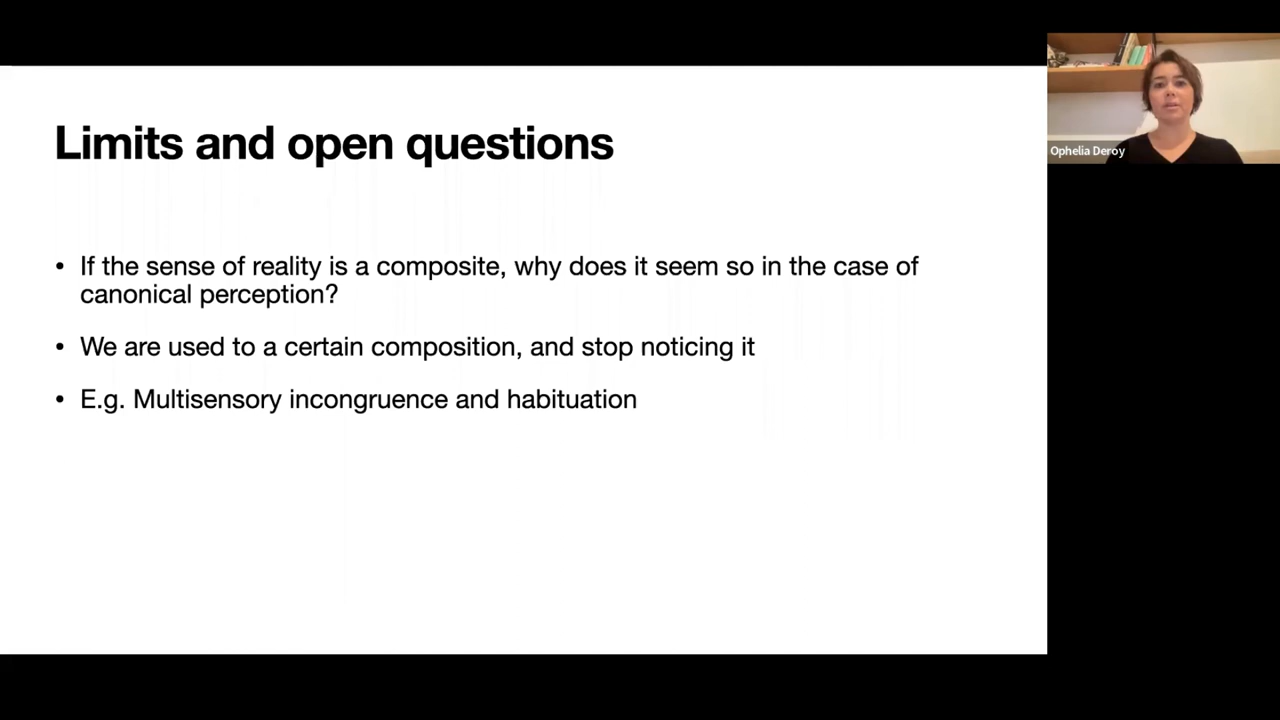 Limits and open questions
• If the sense of reality is a composite, why does it seem so in the case of
canonical perception?
• We are used to a certain composition, and stop noticing it
• E.g. Multisensory incongruence and habituation
Ophelia Deroy